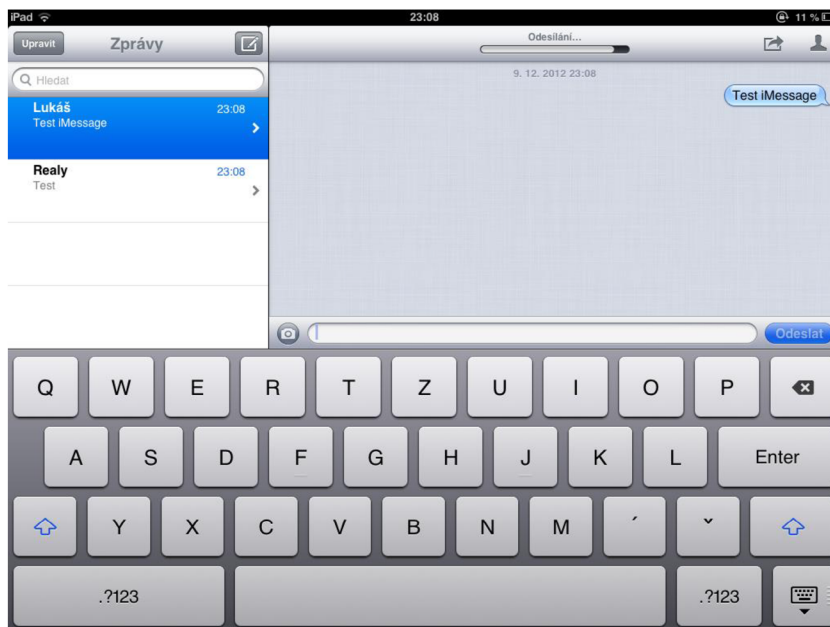 iPad 23:08 11 %
Upravit Zprávy
Odesílání...
Hledat
9. 12. 2012 23:08
Test iMessage
Lukáš 23:08
Test iMessage
Realy 23:08
Test
Odeslat
Q W E R T Z U I O P
A S D F G H J K L Enter
Y X C V B N M ´ ˇ
.?123 .?123